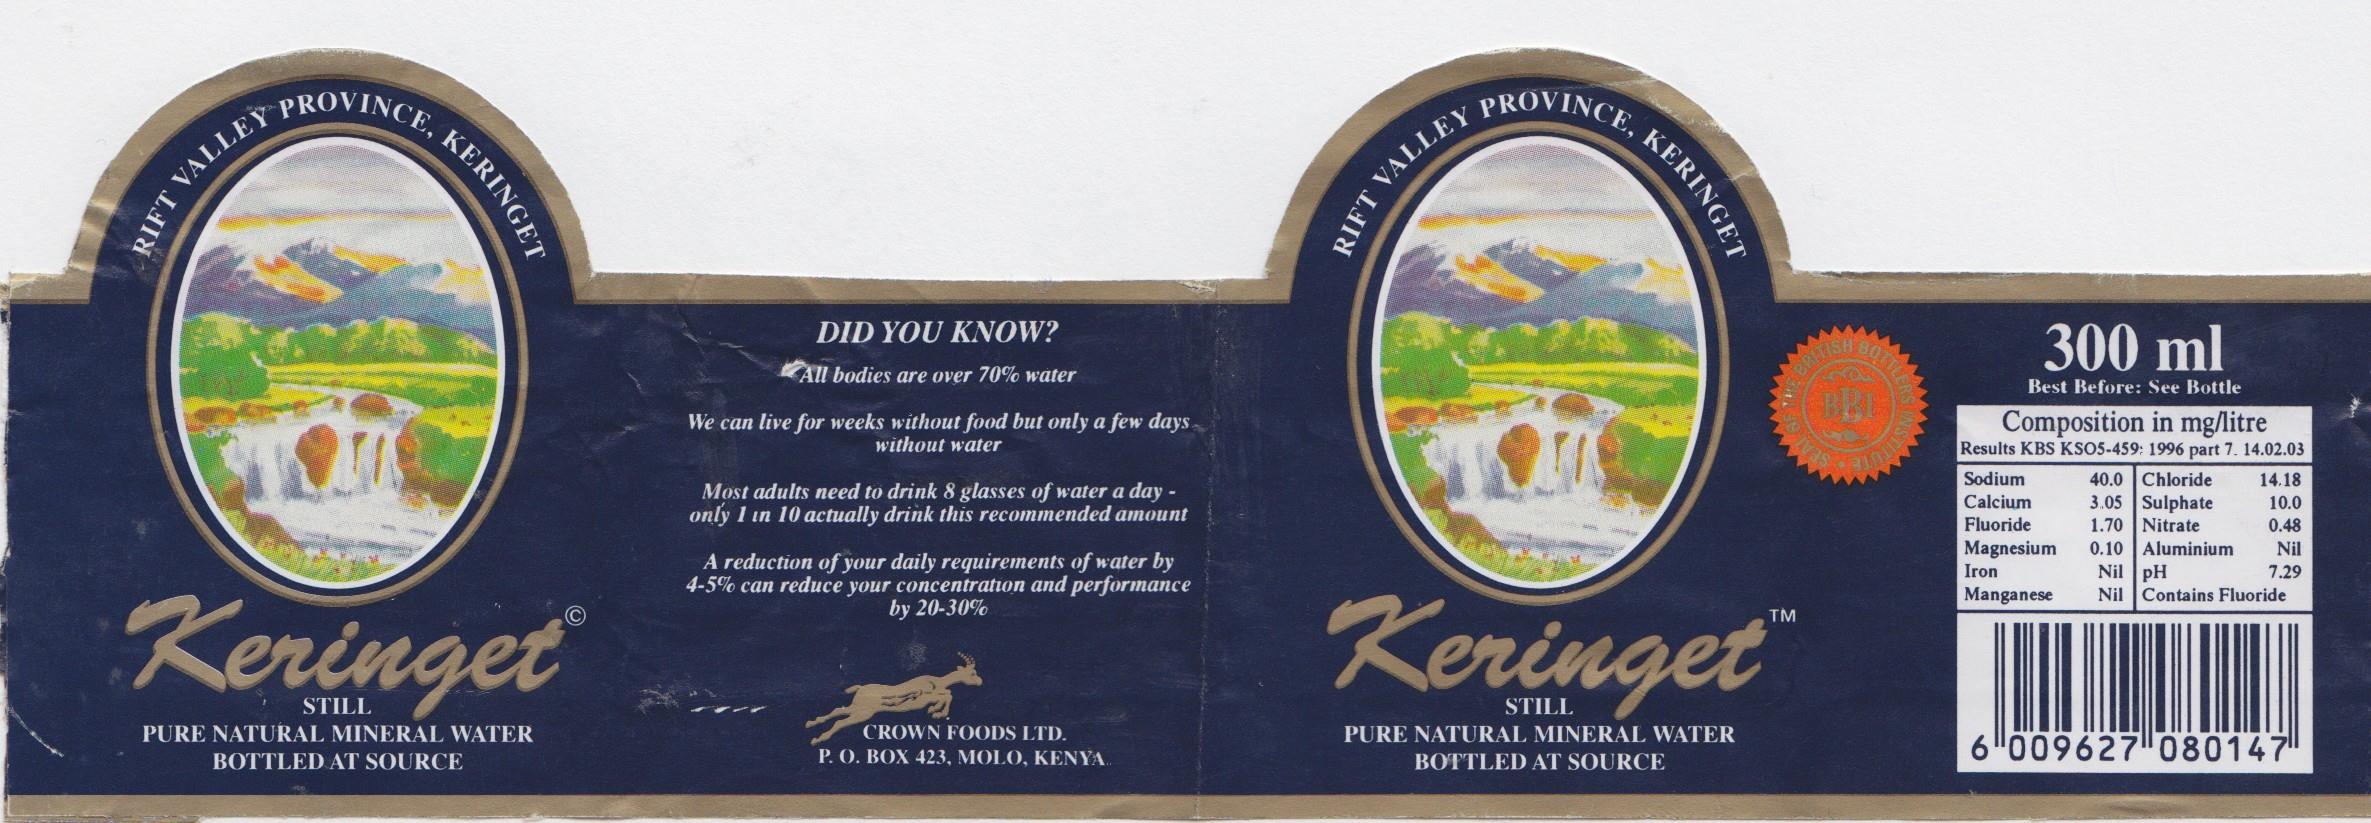 RIFT VALLEY PROVINCE, KERINGET
Keringet©
STILL
PURE NATURAL MINERAL WATER
BOTTLED AT SOURCE
DID YOU KNOW?
All bodies are over 70% water
We can live for weeks without food but only a few days
without water
Most adults need to drink 8 glasses of water a day -
only 1 in 10 actually drink this recommended amount
A reduction of your daily requirements of water by
4-5% can reduce your concentration and performance
by 20-30%
CROWN FOODS LTD.
P. O. BOX 423, MOLO, KENYA.
RIFT VALLEY PROVINCE, KERINGET
Keringet™
STILL
PURE NATURAL MINERAL WATER
BOTTLED AT SOURCE
SEAL OF THE BRITISH BOTTLERS INSTITUTE
BBI
300 ml
Best Before: See Bottle
Composition in mg/litre
Results KBS KSO5-459: 1996 part 7. 14.02.03
Sodium 40.0 Chloride 14.18
Calcium 3.05 Sulphate 10.0
Fluoride 1.70 Nitrate 0.48
Magnesium 0.10 Aluminium Nil
Iron Nil pH 7.29
Manganese Nil Contains Fluoride
6 009627 080147